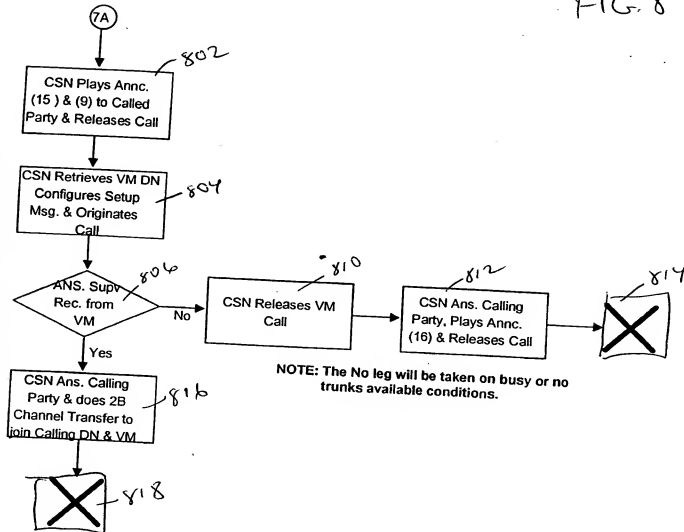 FIG. 8
7A
802
CSN Plays Annc.
(15 ) & (9) to Called
Party & Releases Call
804
CSN Retrieves VM DN
Configures Setup
Msg. & Originates
Call
806
ANS. Supv
Rec. from
VM
No
810
CSN Releases VM
Call
812
CSN Ans. Calling
Party, Plays Annc.
(16) & Releases Call
814
NOTE: The No leg will be taken on busy or no
trunks available conditions.
Yes
CSN Ans. Calling
Party & does 2B
Channel Transfer to
join Calling DN & VM
816
818